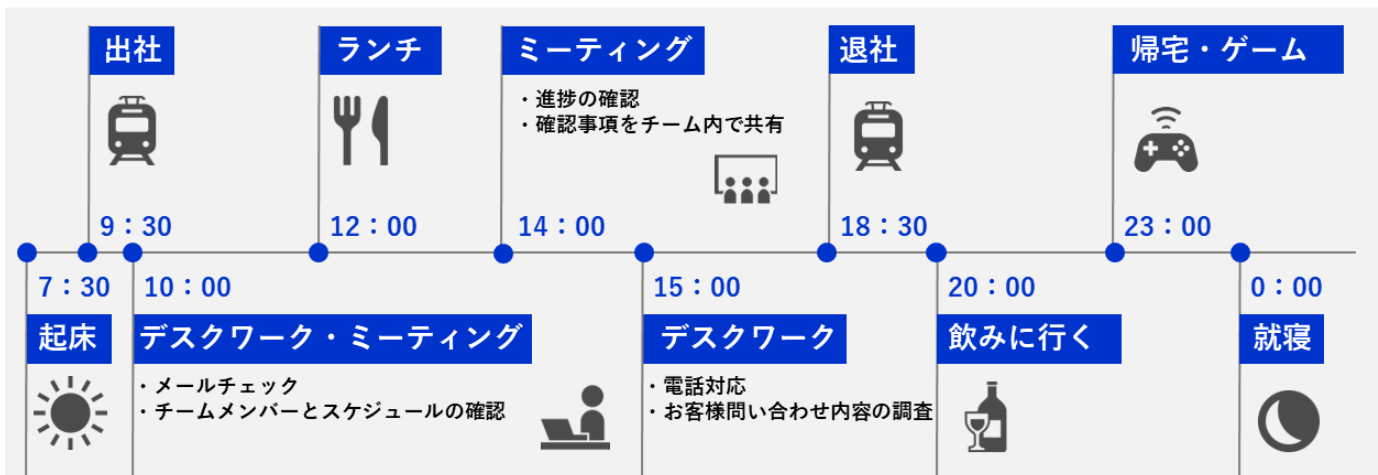 出社
ランチ
ミーティング
退社
帰宅・ゲーム
・進捗の確認
・確認事項をチーム内で共有
9：30
12：00
14：00
18：30
23：00
7：30
10：00
15：00
20：00
0：00
起床
デスクワーク・ミーティング
デスクワーク
飲みに行く
就寝
・メールチェック
・チームメンバーとスケジュールの確認
・電話対応
・お客様問い合わせ内容の調査